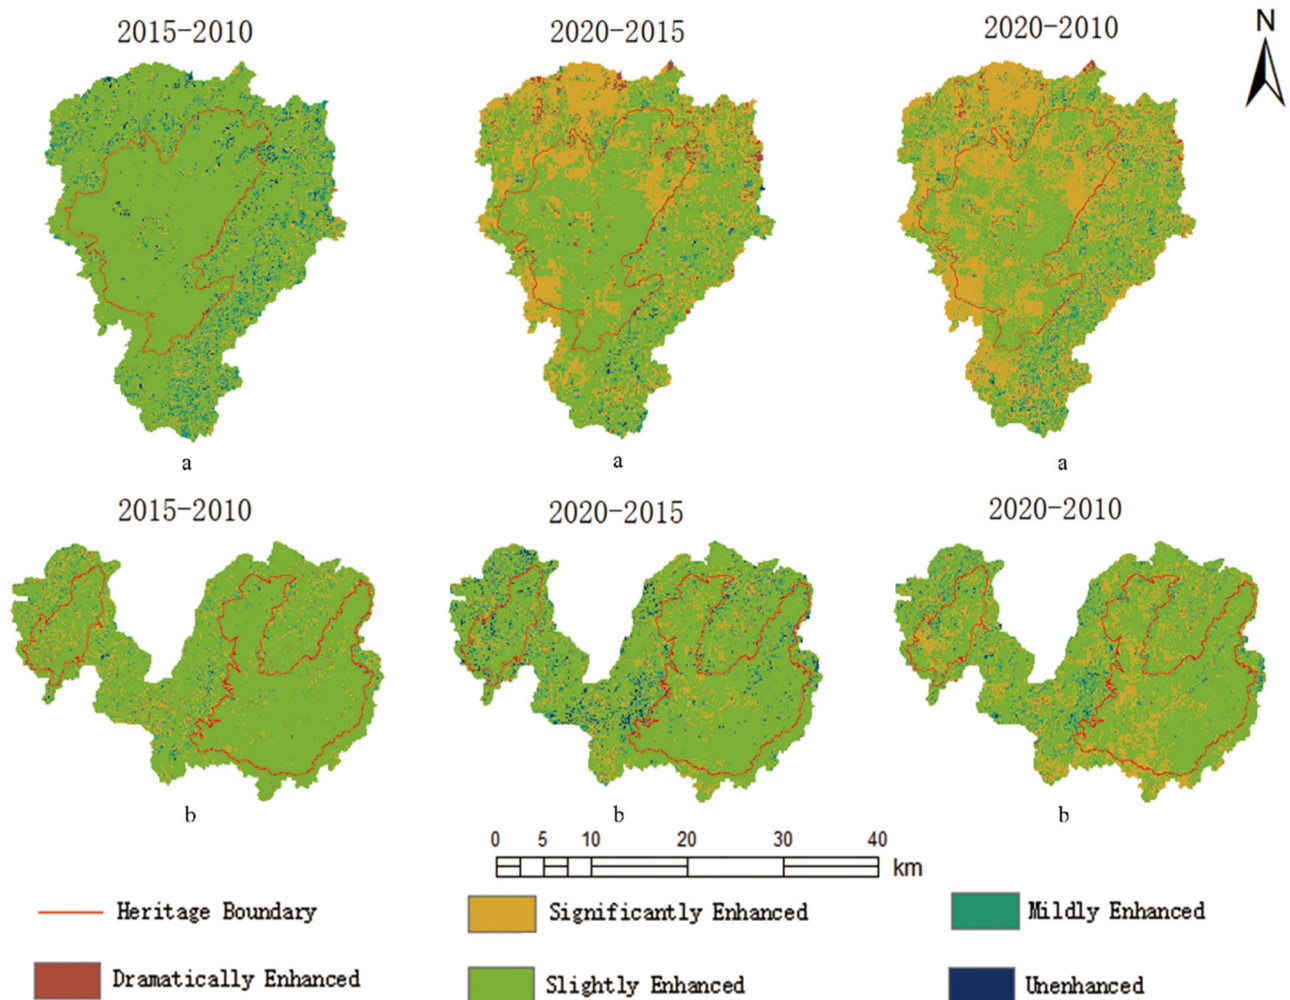 2015-2010
2020-2015
2020-2010
N
a
a
a
2015-2010
2020-2015
2020-2010
b
b
b
0 5 10 20 30 40
km
Heritage Boundary
Significantly Enhanced
Mildly Enhanced
Dramatically Enhanced
Slightly Enhanced
Unenhanced